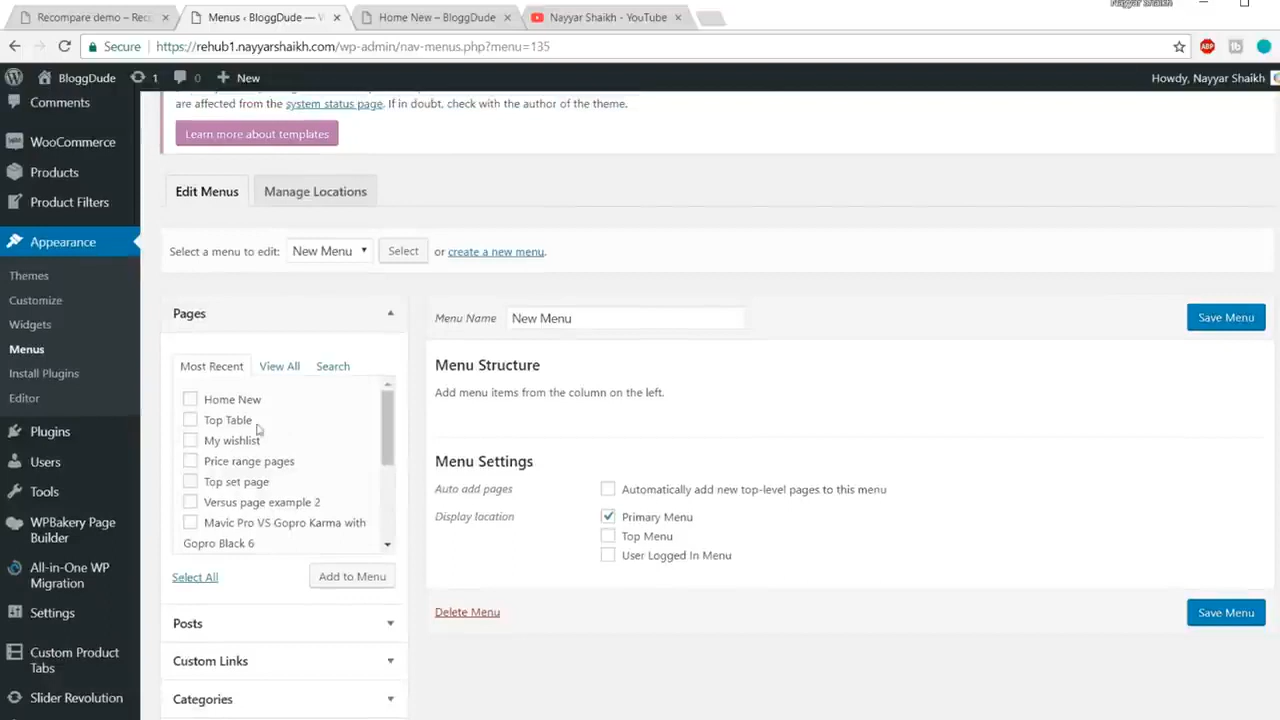 Nayyar Shaikh
Recompare demo – Rec
Menus ‹ BloggDude — V
Home New – BloggDude
Nayyar Shaikh - YouTube
Secure
https://rehub1.nayyarshaikh.com/wp-admin/nav-menus.php?menu=135
ABP
BloggDude
1
0
New
Howdy, Nayyar Shaikh
Comments
WooCommerce
Products
Product Filters
Appearance
Themes
Customize
Widgets
Menus
Install Plugins
Editor
Plugins
Users
Tools
WPBakery Page
Builder
All-in-One WP
Migration
Settings
Custom Product
Tabs
Slider Revolution
are affected from the system status page. If in doubt, check with the author of the theme.
Learn more about templates
Edit Menus
Manage Locations
Select a menu to edit: New Menu Select or create a new menu.
Pages
Most Recent View All Search
Home New
Top Table
My wishlist
Price range pages
Top set page
Versus page example 2
Mavic Pro VS Gopro Karma with
Gopro Black 6
Select All
Add to Menu
Posts
Custom Links
Categories
Menu Name New Menu
Save Menu
Menu Structure
Add menu items from the column on the left.
Menu Settings
Auto add pages
Automatically add new top-level pages to this menu
Display location
Primary Menu
Top Menu
User Logged In Menu
Delete Menu
Save Menu